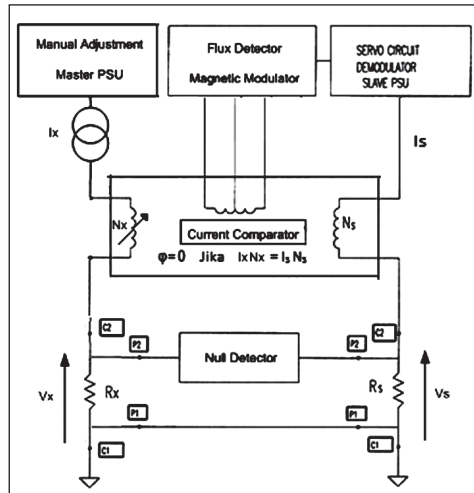 Manual Adjustment
Master PSU
Flux Detector
Magnetic Modulator
SERVO CIRCUIT
DEMODULATOR
SLAVE PSU
Ix
Is
Nx
Ns
Current Comparator
φ=0 Jika IxNx = IsNs
C2
C2
P2
P2
Null Detector
Vx
Rx
Rs
Vs
P1
P1
C1
C1